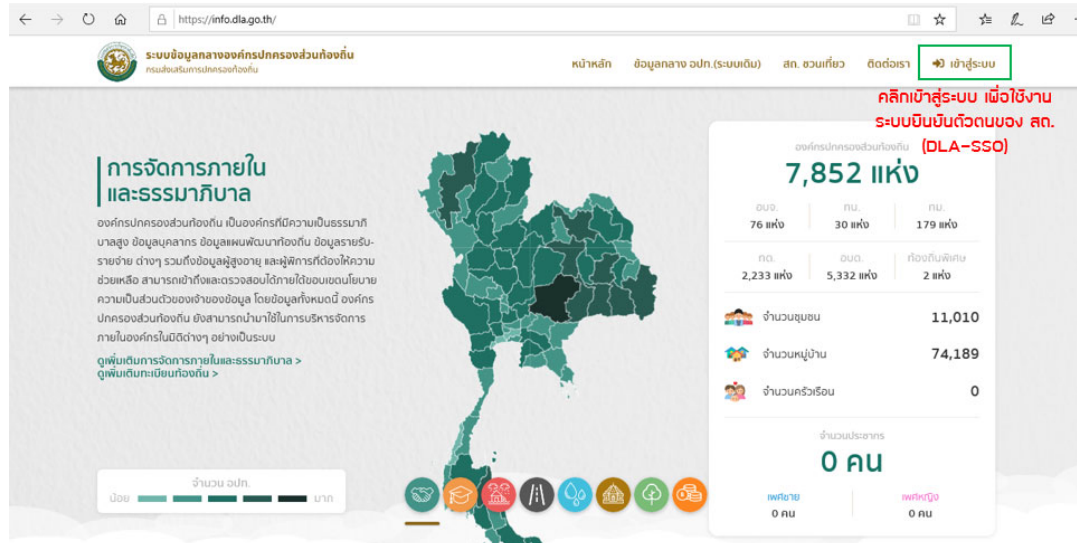 https://info.dla.go.th/
ระบบข้อมูลกลางองค์กรปกครองส่วนท้องถิ่น
กรมส่งเสริมการปกครองท้องถิ่น
หน้าหลัก ข้อมูลกลาง อปท.(ระบบเดิม) สถ. ชวนเที่ยว ติดต่อเรา เข้าสู่ระบบ
คลิกเข้าสู่ระบบ เพื่อใช้งาน
ระบบยืนยันตัวตนของ สถ.
(DLA-SSO)
การจัดการภายใน
และธรรมาภิบาล
องค์กรปกครองส่วนท้องถิ่น เป็นองค์กรที่มีความเป็นธรรมาภิ
บาลสูง ข้อมูลบุคลากร ข้อมูลแผนพัฒนาท้องถิ่น ข้อมูลรายรับ-
รายจ่าย ต่างๆ รวมถึงข้อมูลผู้สูงอายุ และผู้พิการที่ต้องให้ความ
ช่วยเหลือ สามารถเข้าถึงและตรวจสอบได้ภายใต้ขอบเขตนโยบาย
ความเป็นส่วนตัวของเจ้าของข้อมูล โดยข้อมูลทั้งหมดนี้ องค์กร
ปกครองส่วนท้องถิ่น ยังสามารถนำมาใช้ในการบริหารจัดการ
ภายในองค์กรในมิติต่างๆ อย่างเป็นระบบ
ดูเพิ่มเติมการจัดการภายในและธรรมาภิบาล >
ดูเพิ่มเติมทะเบียนท้องถิ่น >
จำนวน อปท.
น้อย มาก
องค์กรปกครองส่วนท้องถิ่น
7,852 แห่ง
อบจ. ทน. ทม.
76 แห่ง 30 แห่ง 179 แห่ง
ทต. อบต. ท้องถิ่นพิเศษ
2,233 แห่ง 5,332 แห่ง 2 แห่ง
จำนวนชุมชน 11,010
จำนวนหมู่บ้าน 74,189
จำนวนครัวเรือน 0
จำนวนประชากร
0 คน
เพศชาย เพศหญิง
0 คน 0 คน